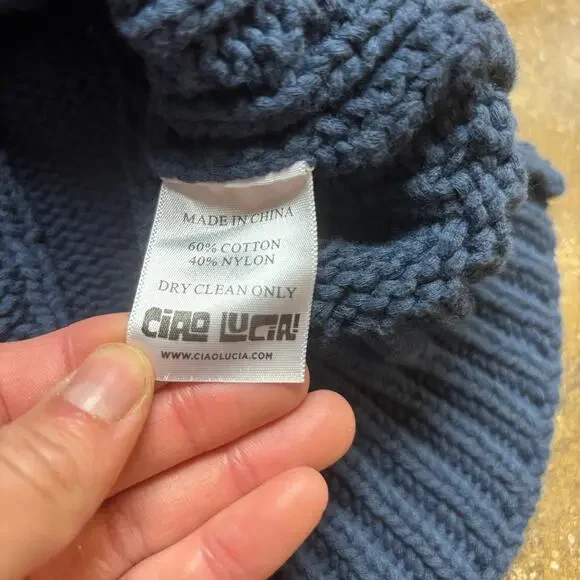 MADE IN CHINA
60% COTTON
40% NYLON
DRY CLEAN ONLY
CIAO LUCIA!
WWW.CIAOLUCIA.COM